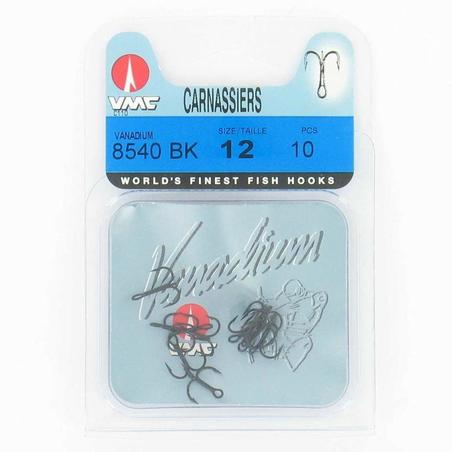 VMC
CARNASSIERS
VANADIUM
SIZE/TAILLE
PCS
8540 BK
12
10
WORLD'S FINEST FISH HOOKS
Vanadium
VMC